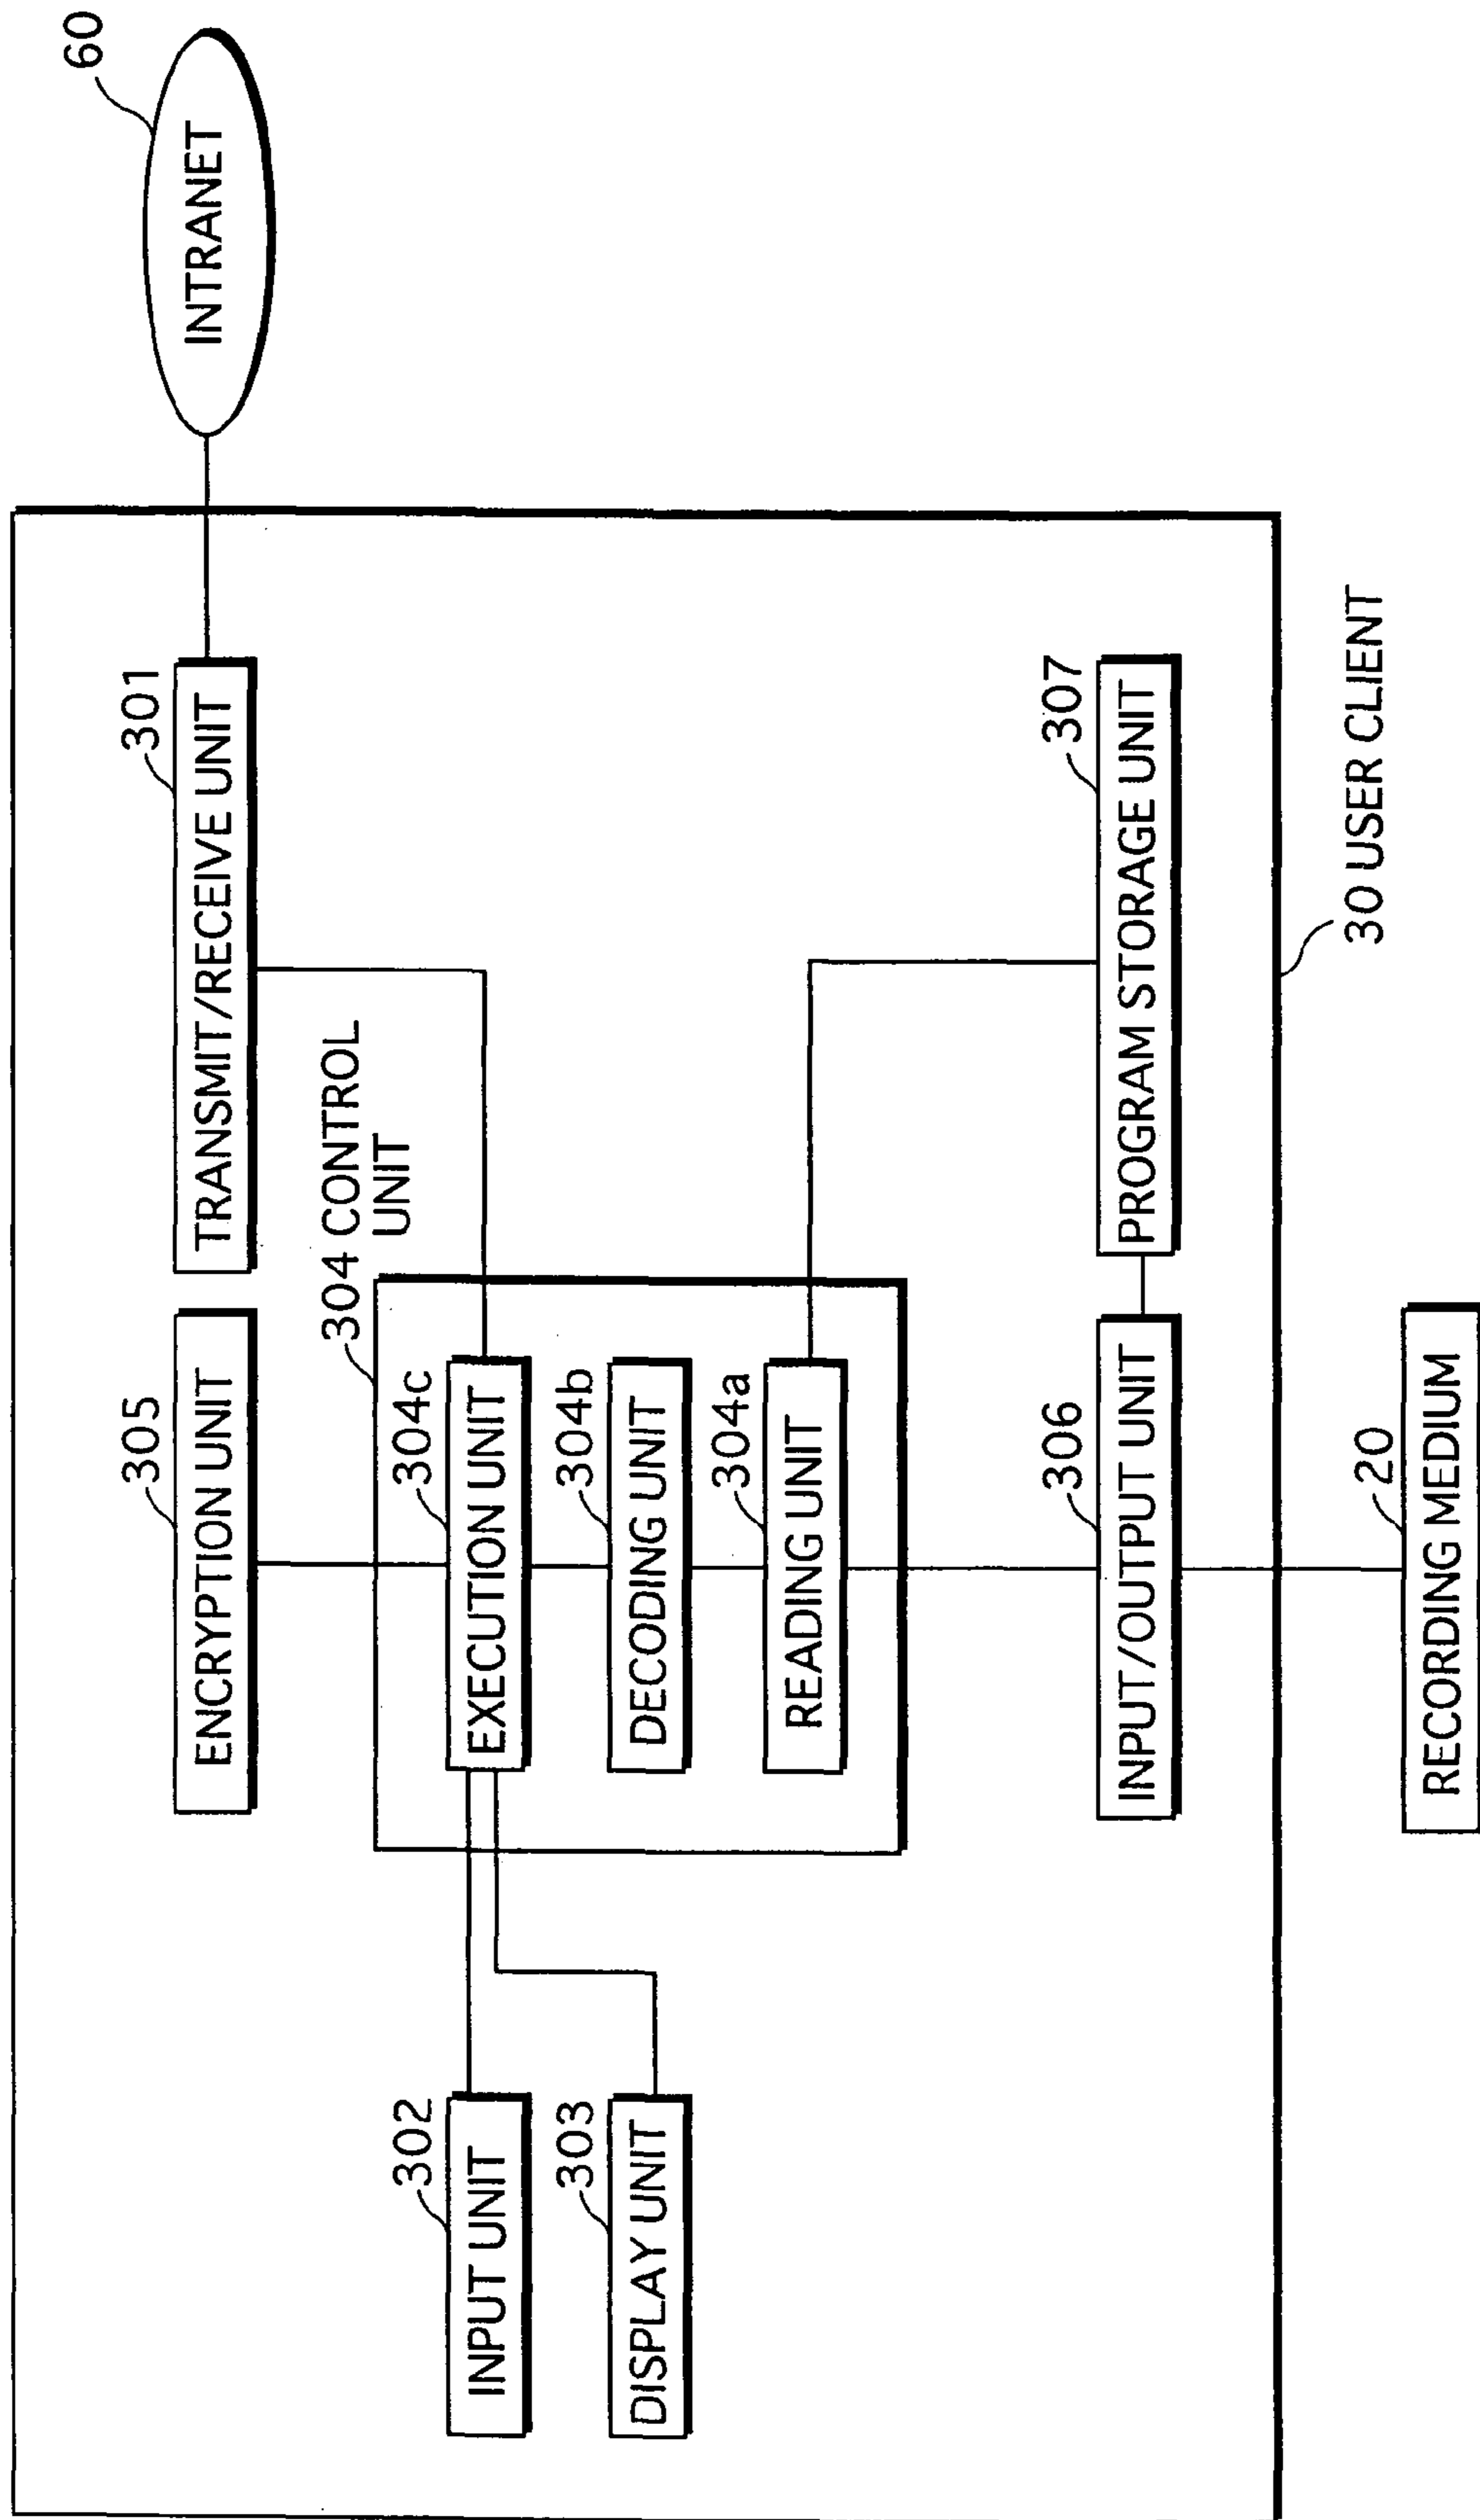 60
INTRANET
305
ENCRYPTION UNIT
301
TRANSMIT/RECEIVE UNIT
304 CONTROL
UNIT
302
INPUT UNIT
304c
EXECUTION UNIT
303
DISPLAY UNIT
304b
DECODING UNIT
304a
READING UNIT
306
INPUT/OUTPUT UNIT
307
PROGRAM STORAGE UNIT
30 USER CLIENT
20
RECORDING MEDIUM